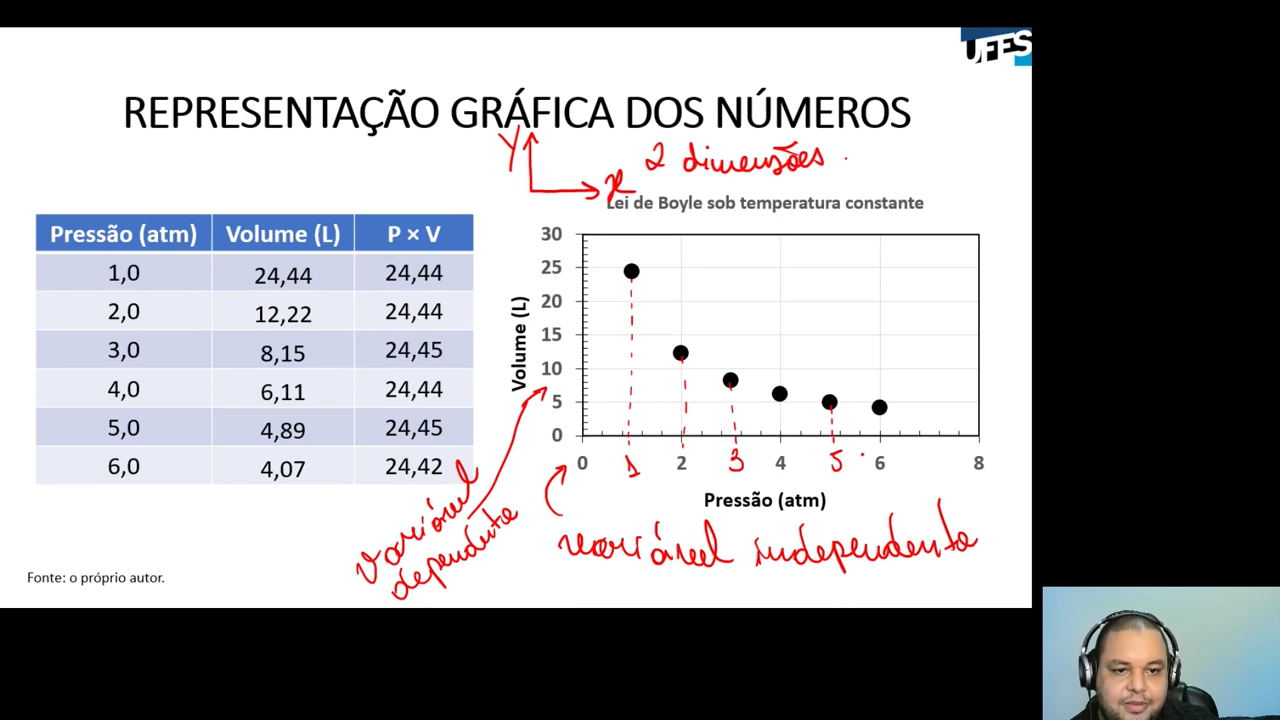 UFES
REPRESENTAÇÃO GRÁFICA DOS NÚMEROS
Y
x
2 dimensões
Pressão (atm) Volume (L) P × V
1,0 24,44 24,44
2,0 12,22 24,44
3,0 8,15 24,45
4,0 6,11 24,44
5,0 4,89 24,45
6,0 4,07 24,42
Lei de Boyle sob temperatura constante
Volume (L)
30
25
20
15
10
5
0
0 1 2 3 4 5 6 8
Pressão (atm)
variável
dependente
variável independente
Fonte: o próprio autor.